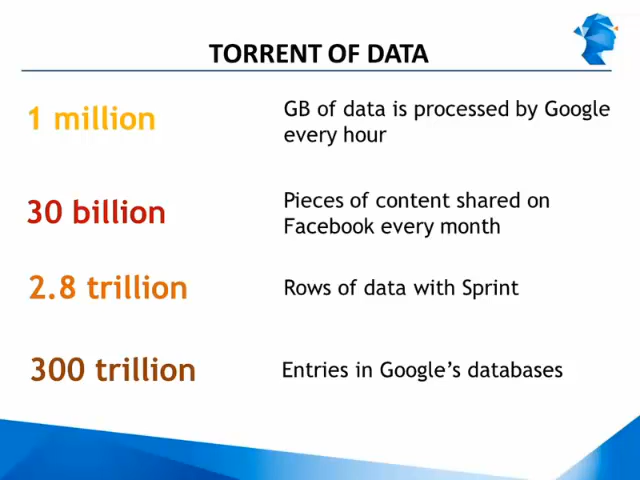 TORRENT OF DATA
1 million
GB of data is processed by Google
every hour
30 billion
Pieces of content shared on
Facebook every month
2.8 trillion
Rows of data with Sprint
300 trillion
Entries in Google’s databases